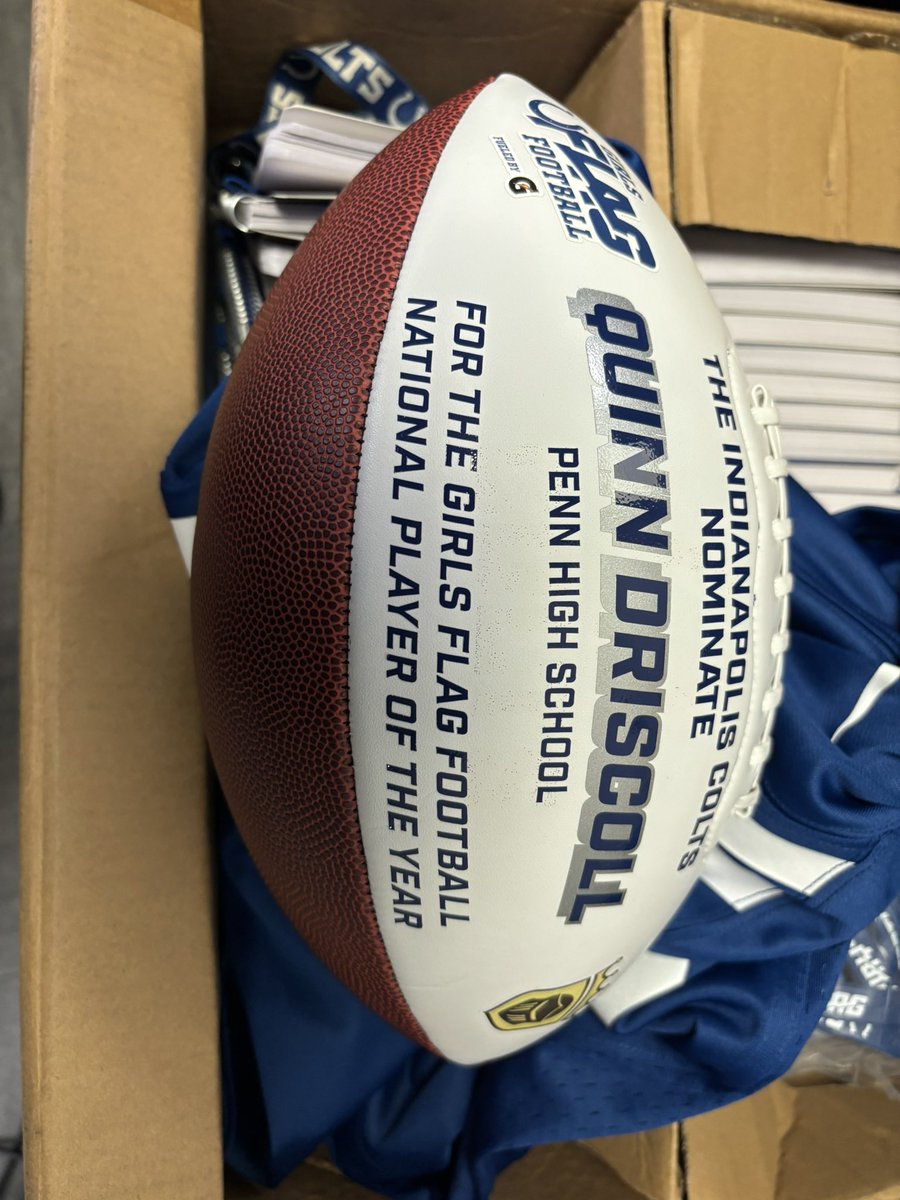 COLTS
FLAG
FOOTBALL
FUELED BY
G
THE INDIANAPOLIS COLTS
NOMINATE
QUINN DRISCOLL
PENN HIGH SCHOOL
FOR THE GIRLS FLAG FOOTBALL
NATIONAL PLAYER OF THE YEAR